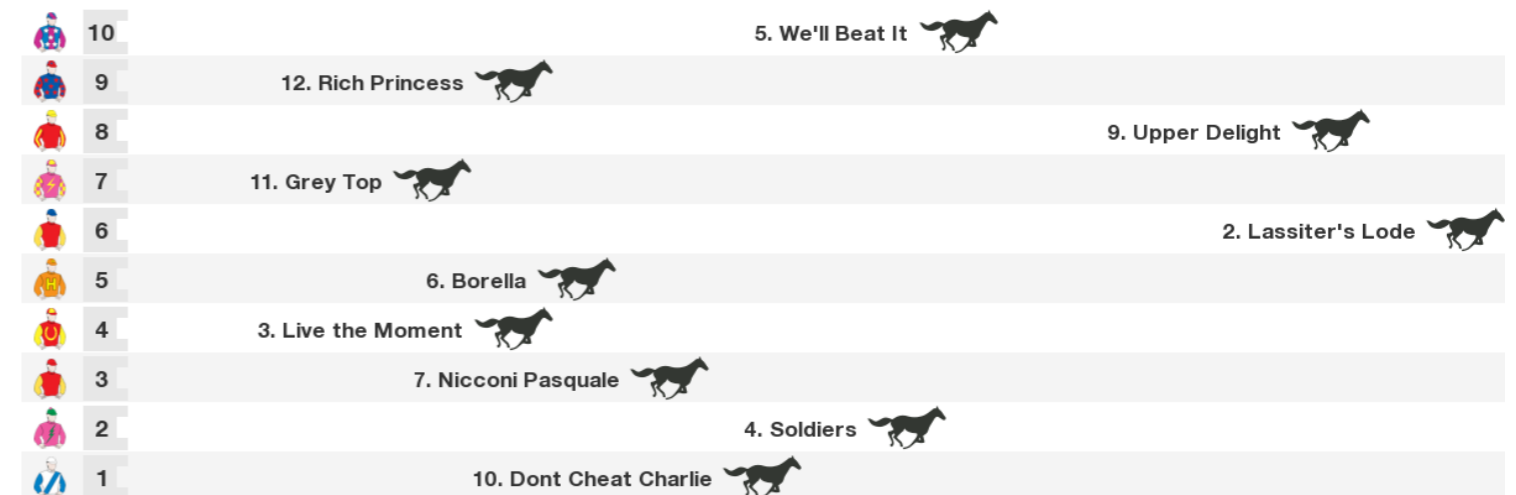 10 5. We'll Beat It
9 12. Rich Princess
8 9. Upper Delight
7 11. Grey Top
6 2. Lassiter's Lode
5 6. Borella
H
4 3. Live the Moment
3 7. Nicconi Pasquale
2 4. Soldiers
1 10. Dont Cheat Charlie